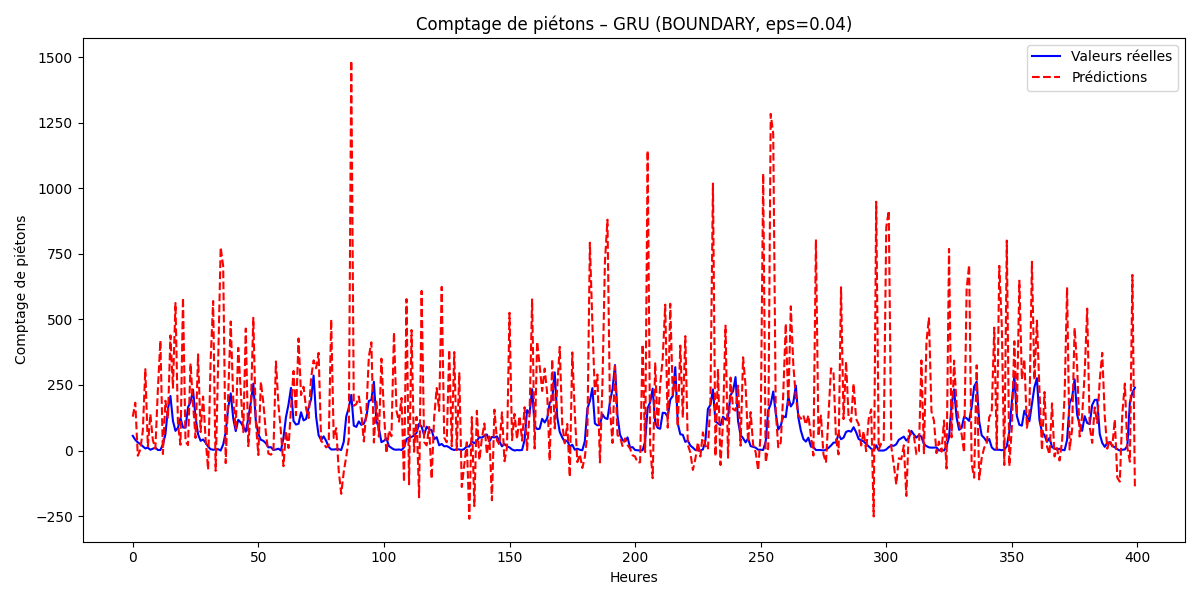 Comptage de piétons – GRU (BOUNDARY, eps=0.04)
Valeurs réelles
Prédictions
Comptage de piétons
1500
1250
1000
750
500
250
0
−250
0 50 100 150 200 250 300 350 400
Heures